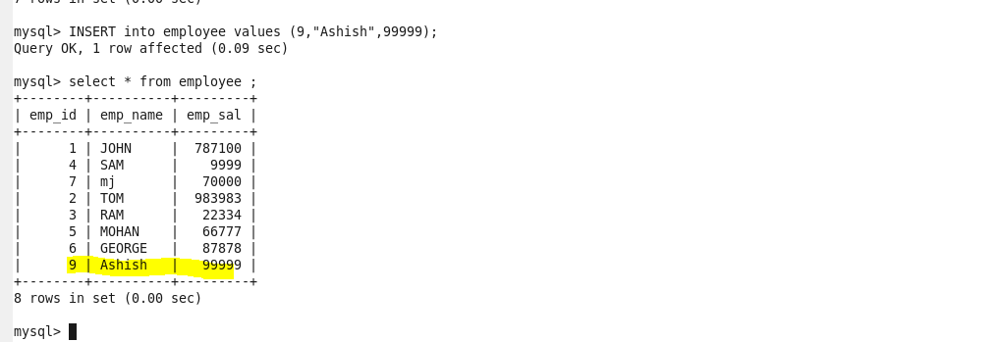 7 rows in set (0.00 sec)
mysql> INSERT into employee values (9,"Ashish",99999);
Query OK, 1 row affected (0.09 sec)
mysql> select * from employee ;
+--------+----------+---------+
| emp_id | emp_name | emp_sal |
+--------+----------+---------+
|      1 | JOHN     |  787100 |
|      4 | SAM      |    9999 |
|      7 | mj       |   70000 |
|      2 | TOM      |  983983 |
|      3 | RAM      |   22334 |
|      5 | MOHAN    |   66777 |
|      6 | GEORGE   |   87878 |
|      9 | Ashish   |   99999 |
+--------+----------+---------+
8 rows in set (0.00 sec)
mysql>